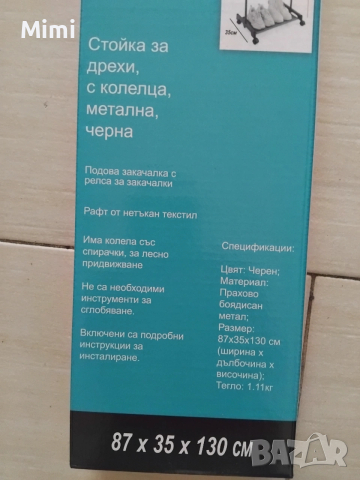 Mimi
35см
Стойка за
дрехи,
с колелца,
метална,
черна
Подова закачалка с
релса за закачалки
Рафт от нетъкан текстил
Има колела със
спирачки, за лесно
придвижване
Не са необходими
инструменти за
сглобяване.
Включени са подробни
инструкции за
инсталиране.
Спецификации:
Цвят: Черен;
Материал:
Прахово
боядисан
метал;
Размер:
87x35x130 см
(ширина x
дълбочина x
височина);
Тегло: 1.11кг
87 x 35 x 130 см
BAZAR